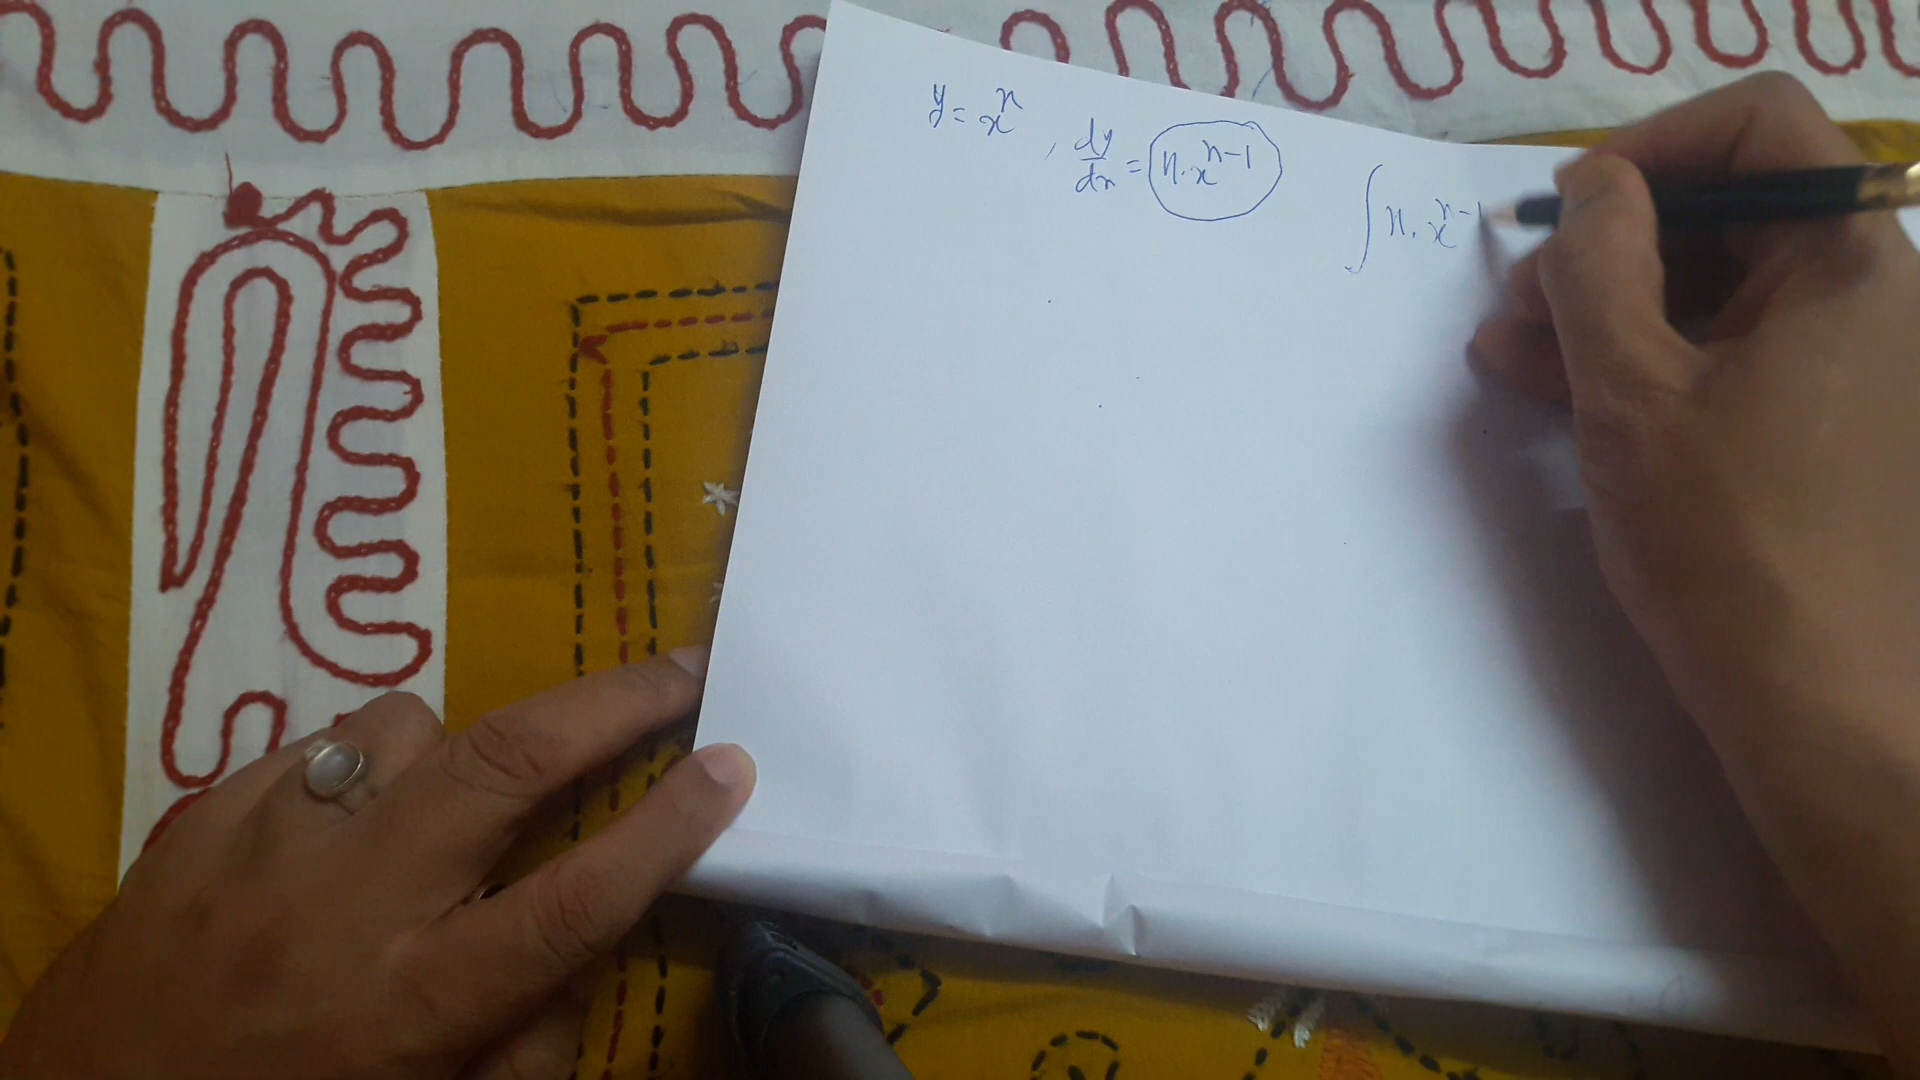 y = x^n , dy/dx = n.x^{n-1}
∫ n.x^{n-1}